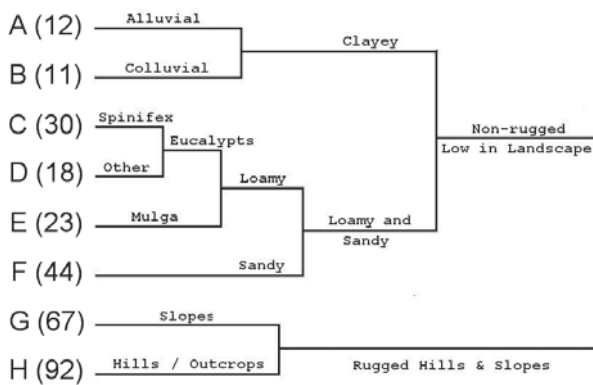 A (12) Alluvial
Clayey
B (11) Colluvial
C (30) Spinifex
Eucalypts
Non-rugged
Low in Landscape
D (18) Other
Loamy
E (23) Mulga
Loamy and
Sandy
F (44) Sandy
G (67) Slopes
H (92) Hills / Outcrops
Rugged Hills & Slopes